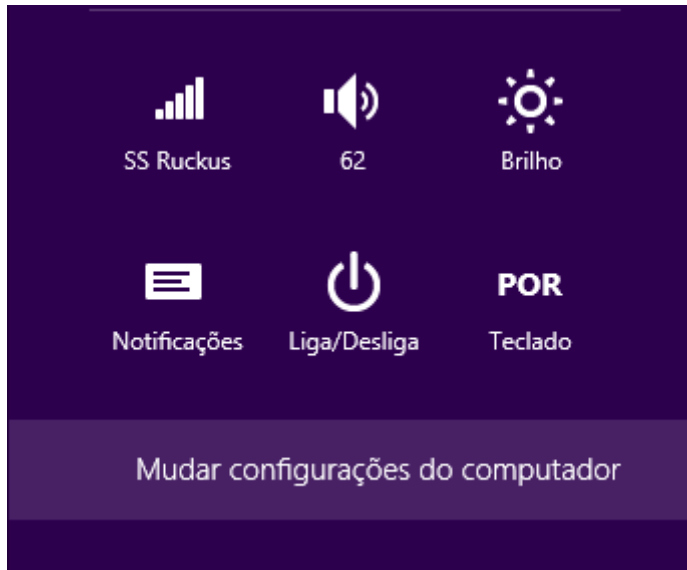 SS Ruckus
62
Brilho
Notificações
Liga/Desliga
POR
Teclado
Mudar configurações do computador